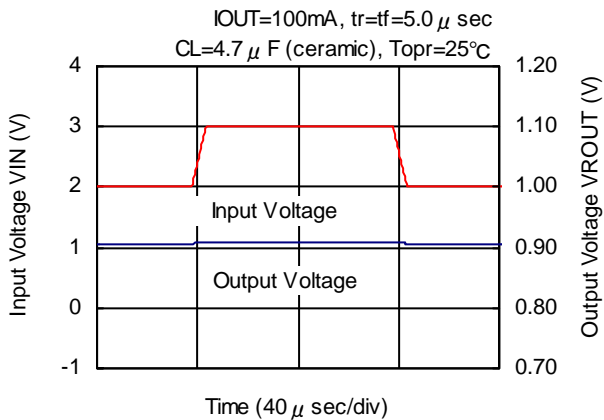 IOUT=100mA, tr=tf=5.0 μ sec
CL=4.7 μ F (ceramic), Topr=25℃
4
3
2
1
0
-1
Input Voltage VIN (V)
1.20
1.10
1.00
0.90
0.80
0.70
Output Voltage VROUT (V)
Input Voltage
Output Voltage
Time (40 μ sec/div)